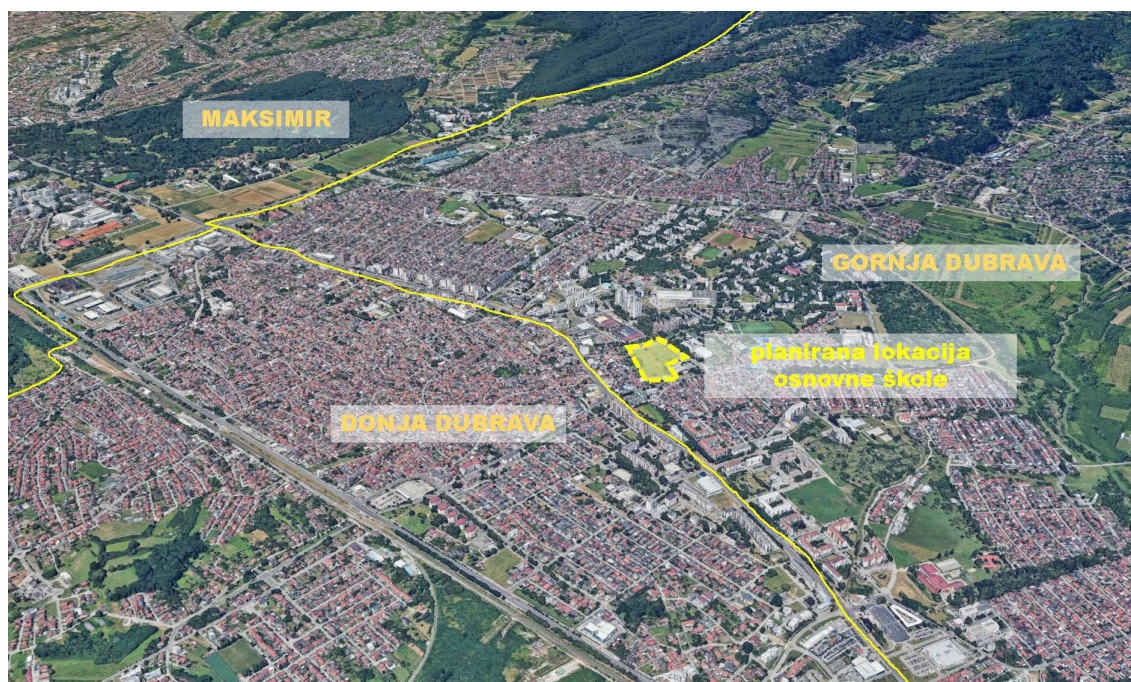 MAKSIMIR
GORNJA DUBRAVA
planirana lokacija
osnovne škole
DONJA DUBRAVA